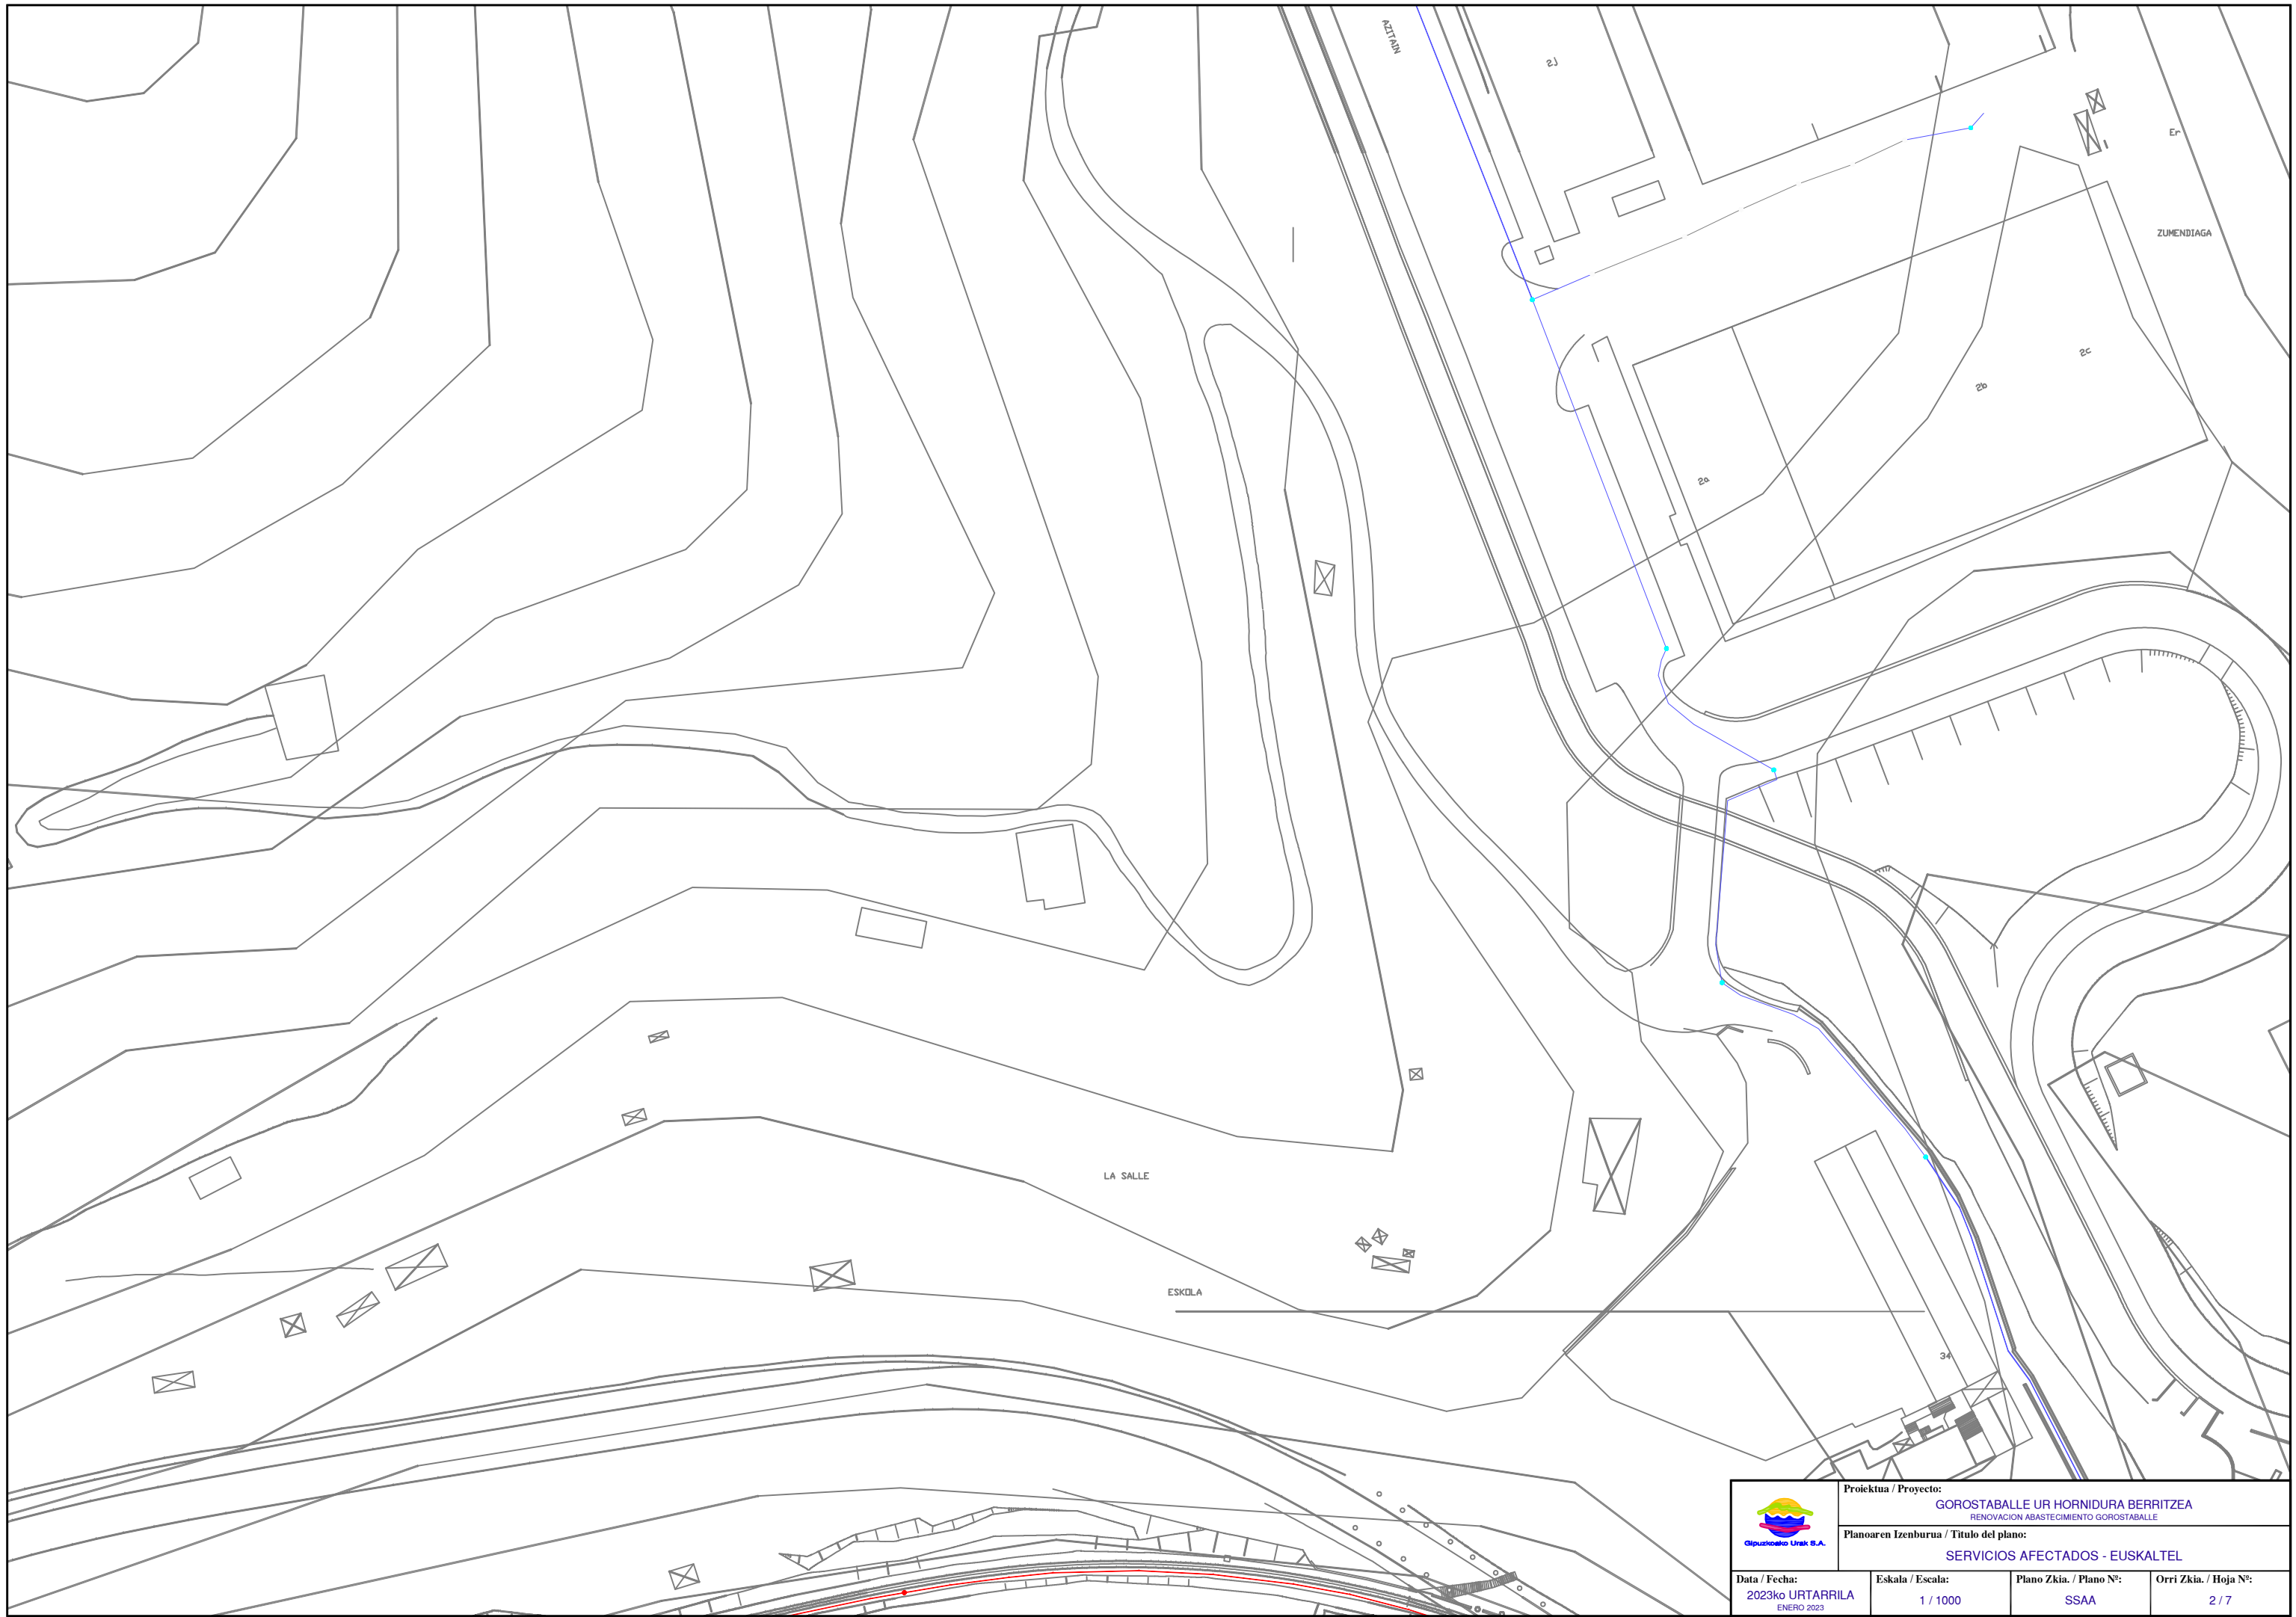 AZITAIN
2J
Er
ZUMENDIAGA
2c
2b
2a
LA SALLE
ESKOLA
34
Proiektua / Proyecto:
GOROSTABALLE UR HORNIDURA BERRITZEA
RENOVACION ABASTECIMIENTO GOROSTABALLE
Gipuzkoako Urak S.A.
Planoaren Izenburua / Titulo del plano:
SERVICIOS AFECTADOS - EUSKALTEL
Data / Fecha:
2023ko URTARRILA
ENERO 2023
Eskala / Escala:
1 / 1000
Plano Zkia. / Plano Nº:
SSAA
Orri Zkia. / Hoja Nº:
2 / 7